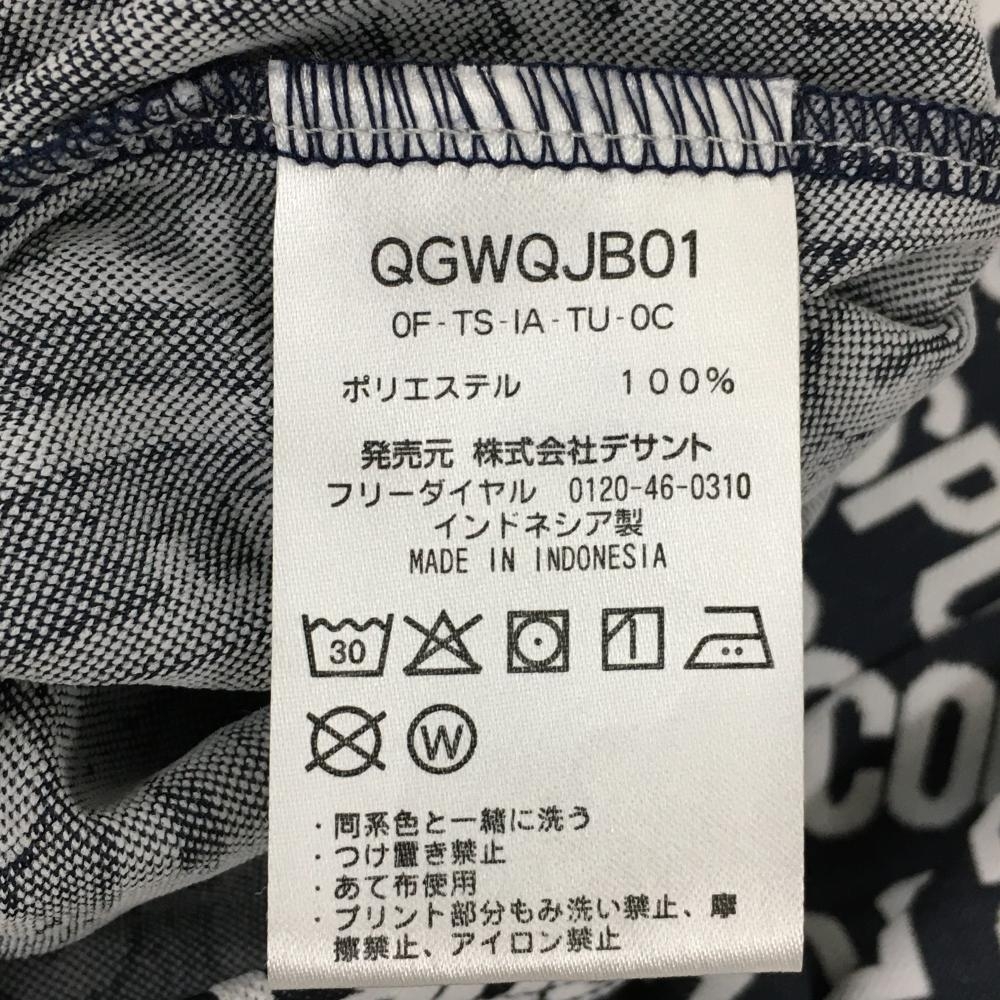 QGWQJB01
0F-TS-IA-TU-0C
ポリエステル 100%
発売元 株式会社デサント
フリーダイヤル 0120-46-0310
インドネシア製
MADE IN INDONESIA
30
W
・同系色と一緒に洗う
・つけ置き禁止
・あて布使用
・プリント部分もみ洗い禁止、摩
擦禁止、アイロン禁止
SPL
CO